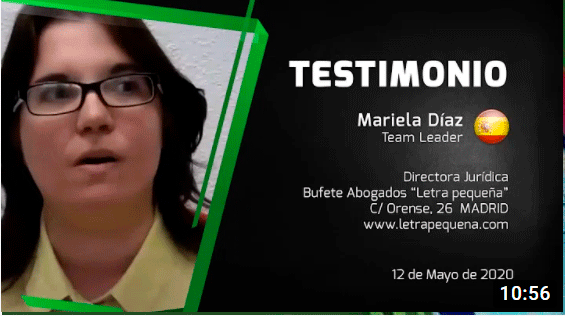 TESTIMONIO
Mariela Díaz
Team Leader
Directora Jurídica
Bufete Abogados “Letra pequeña”
C/ Orense, 26 MADRID
www.letrapequena.com
12 de Mayo de 2020
10:56